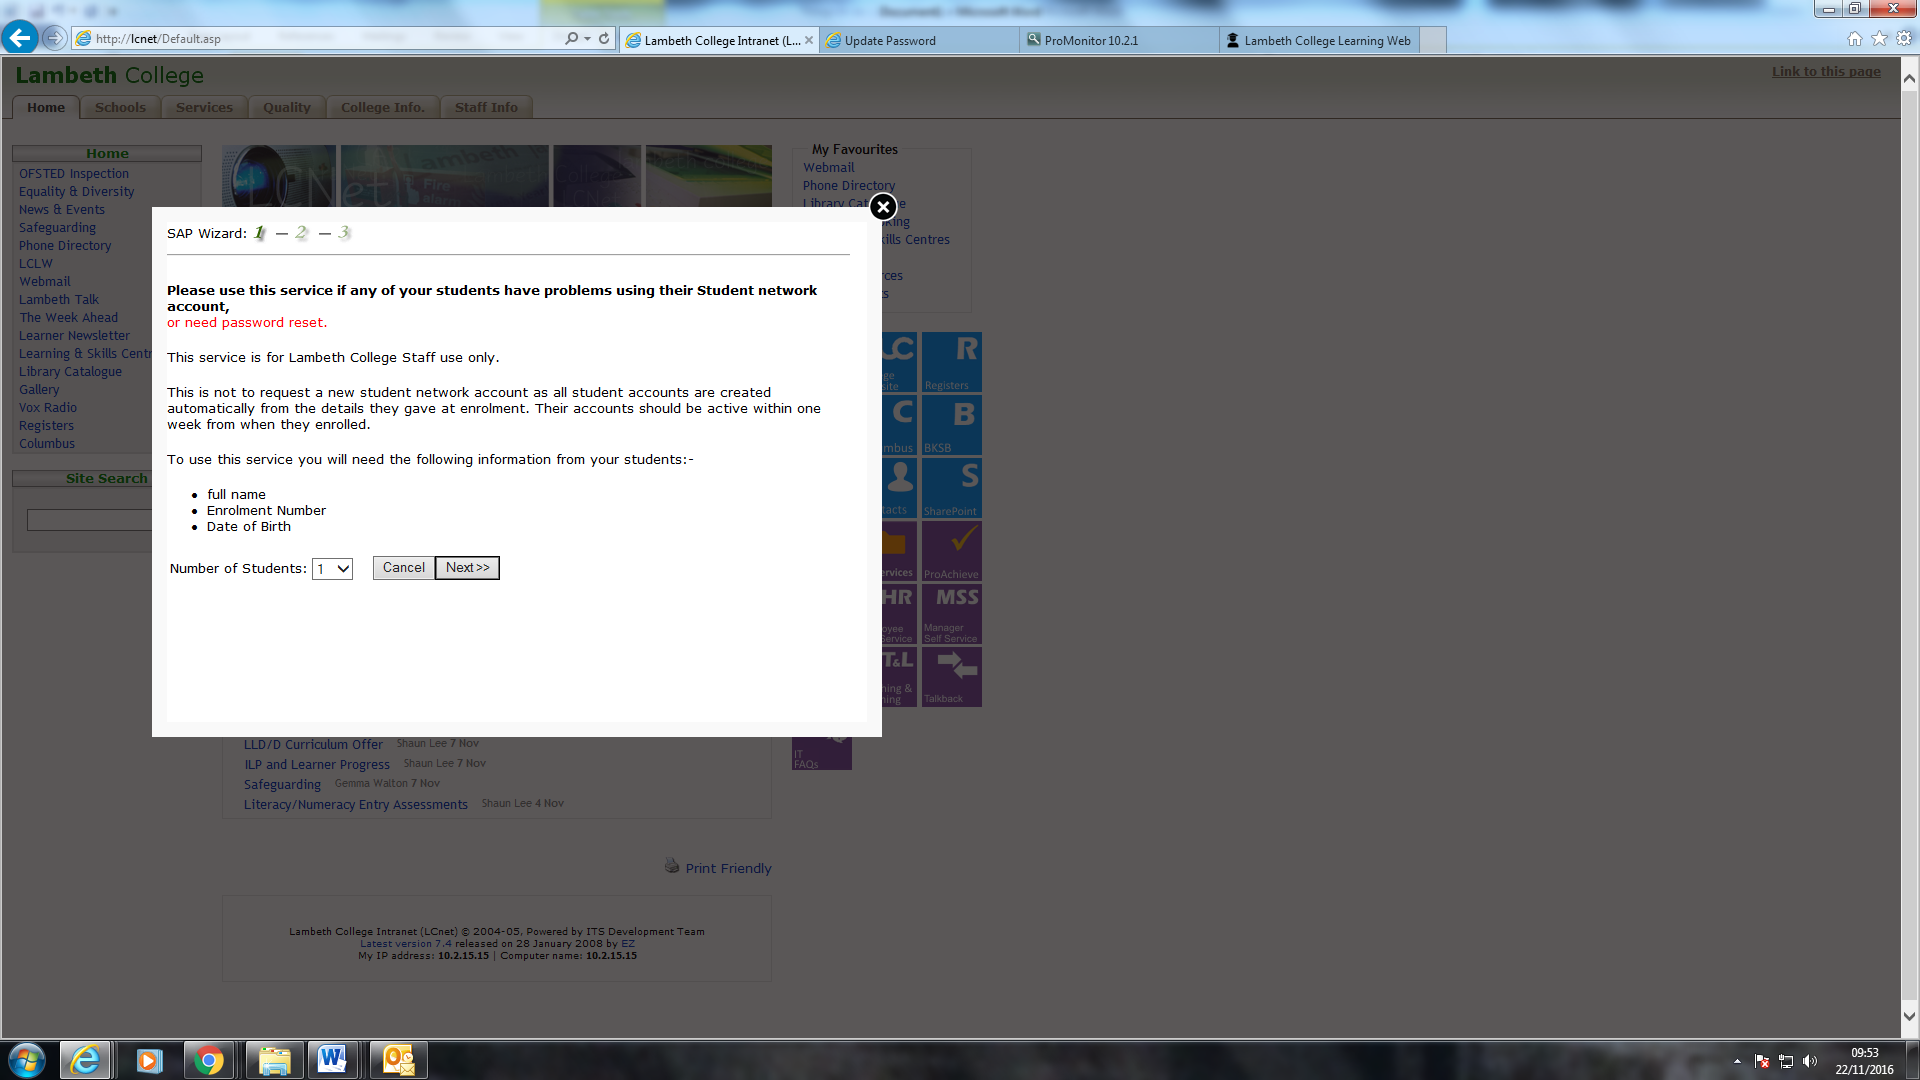 http://lcnet/Default.asp
Lambeth College Intranet (L...
Update Password
ProMonitor 10.2.1
Lambeth College Learning Web
Lambeth College
Link to this page
Home
Schools
Services
Quality
College Info.
Staff Info
Home
OFSTED Inspection
Equality & Diversity
News & Events
Safeguarding
Phone Directory
LCLW
Webmail
Lambeth Talk
The Week Ahead
Learner Newsletter
Learning & Skills Centr
Library Catalogue
Gallery
Vox Radio
Registers
Columbus
Site Search
LCNet
Fire
alarm
My Favourites
Webmail
Phone Directory
SAP Wizard: 1 — 2 — 3
Please use this service if any of your students have problems using their Student network
account,
or need password reset.
This service is for Lambeth College Staff use only.
This is not to request a new student network account as all student accounts are created
automatically from the details they gave at enrolment. Their accounts should be active within one
week from when they enrolled.
To use this service you will need the following information from your students:-
• full name
• Enrolment Number
• Date of Birth
Number of Students: 1
Cancel
Next>>
R
Registers
C
mbus
B
BKSB
tacts
S
SharePoint
rvices
ProAchieve
HR
oyee
Service
MSS
Manager
Self Service
T&L
hing &
ning
Talkback
IT
FAQs
LLD/D Curriculum Offer Shaun Lee 7 Nov
ILP and Learner Progress Shaun Lee 7 Nov
Safeguarding Gemma Walton 7 Nov
Literacy/Numeracy Entry Assessments Shaun Lee 4 Nov
Print Friendly
Lambeth College Intranet (LCnet) © 2004-05, Powered by ITS Development Team
Latest version 7.4 released on 28 January 2008 by EZ
My IP address: 10.2.15.15 | Computer name: 10.2.15.15
09:53
22/11/2016